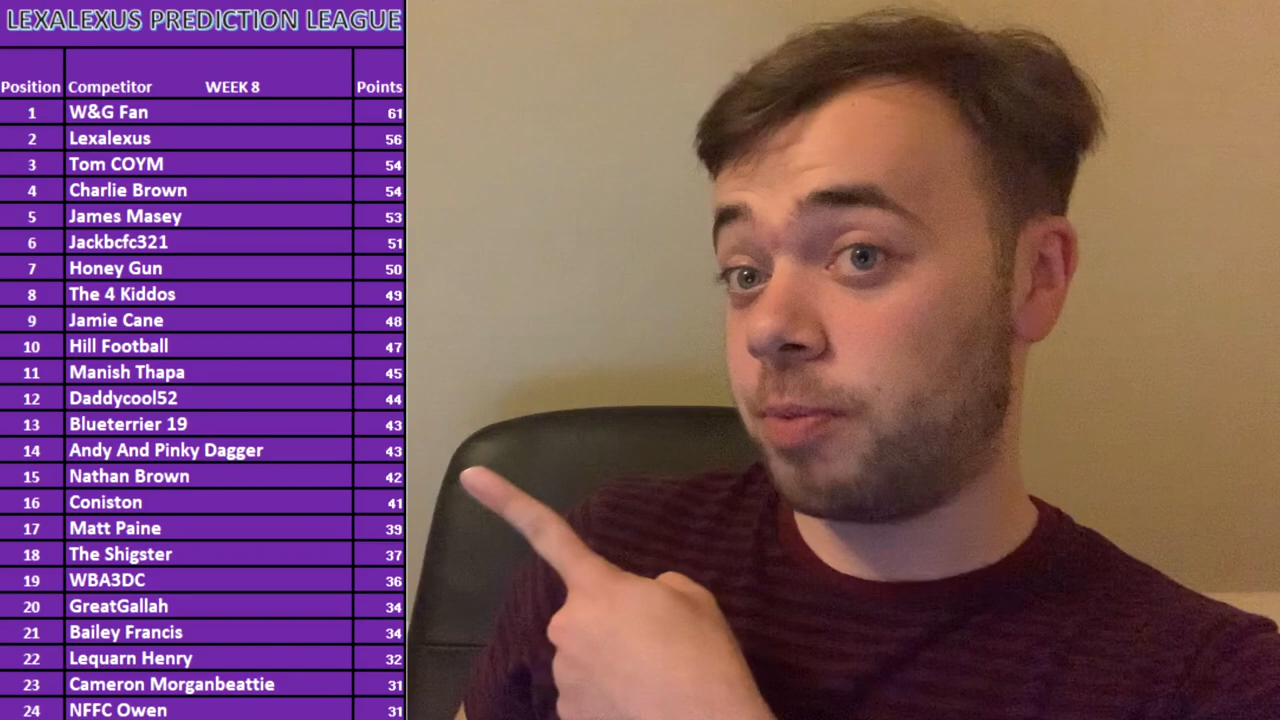 LEXALEXUS PREDICTION LEAGUE
Position Competitor WEEK 8 Points
1 W&G Fan 61
2 Lexalexus 56
3 Tom COYM 54
4 Charlie Brown 54
5 James Masey 53
6 Jackbcfc321 51
7 Honey Gun 50
8 The 4 Kiddos 49
9 Jamie Cane 48
10 Hill Football 47
11 Manish Thapa 45
12 Daddycool52 44
13 Blueterrier 19 43
14 Andy And Pinky Dagger 43
15 Nathan Brown 42
16 Coniston 41
17 Matt Paine 39
18 The Shigster 37
19 WBA3DC 36
20 GreatGallah 34
21 Bailey Francis 34
22 Lequarn Henry 32
23 Cameron Morganbeattie 31
24 NFFC Owen 31